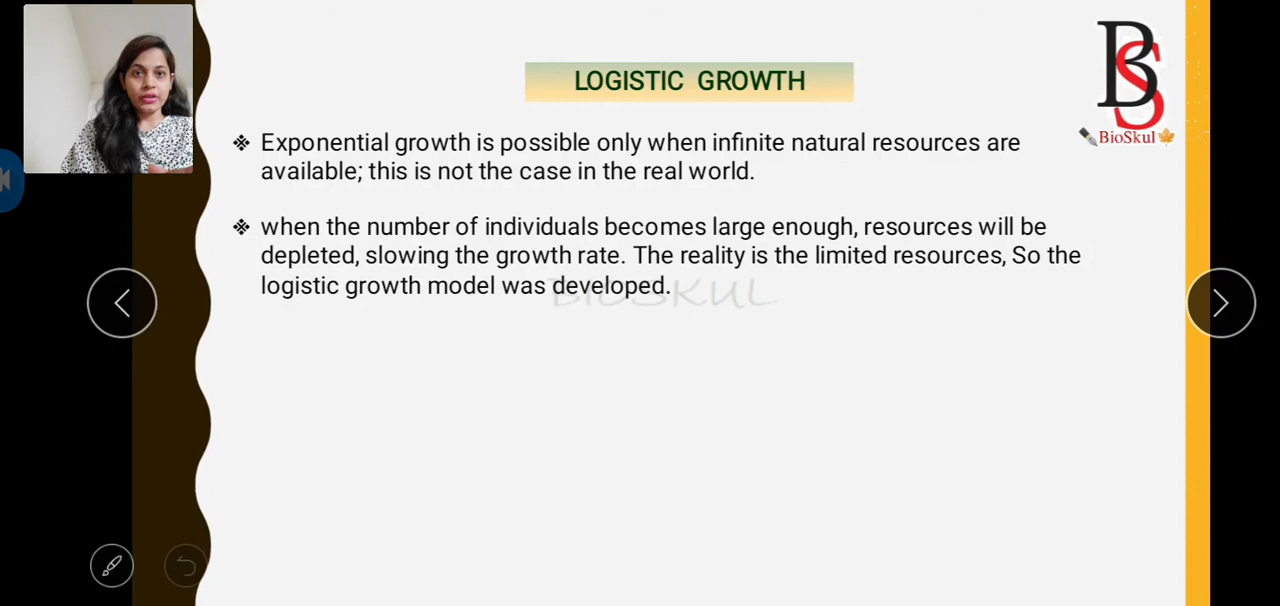 LOGISTIC GROWTH
BS
BioSkul
❖ Exponential growth is possible only when infinite natural resources are
available; this is not the case in the real world.
❖ when the number of individuals becomes large enough, resources will be
depleted, slowing the growth rate. The reality is the limited resources, So the
logistic growth model was developed.
BIOSKUL